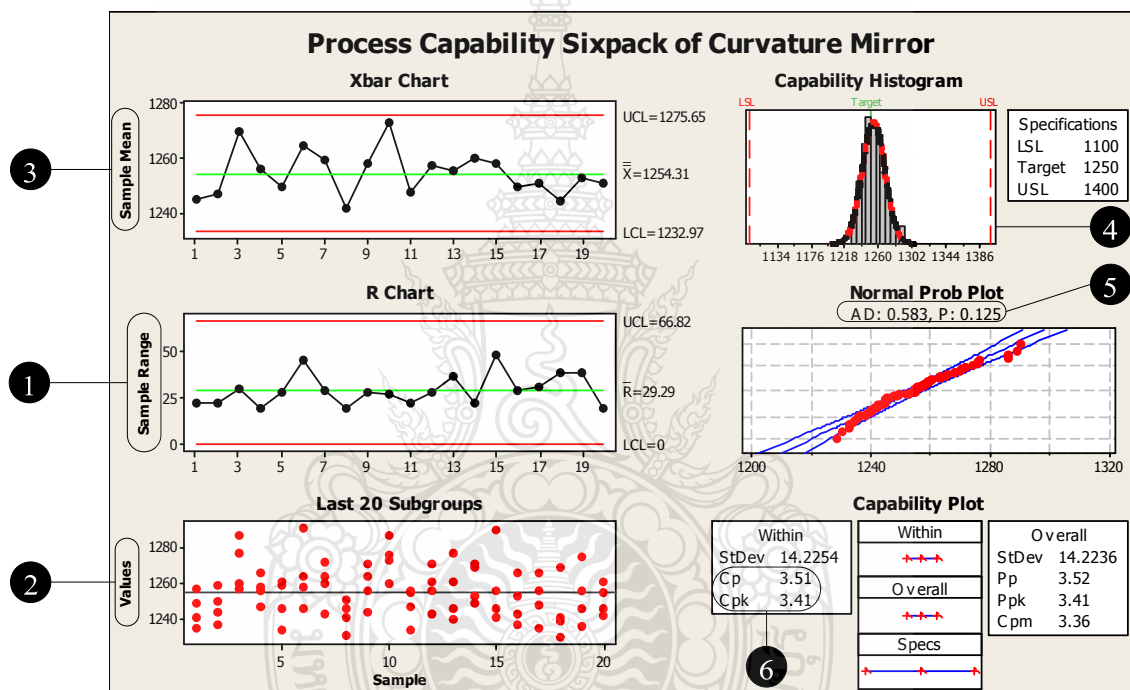 Process Capability Sixpack of Curvature Mirror
Xbar Chart
Sample Mean
1280
1260
1240
1 3 5 7 9 11 13 15 17 19
UCL=1275.65
X=1254.31
LCL=1232.97
3
Capability Histogram
LSL Target USL
1134 1176 1218 1260 1302 1344 1386
Specifications
LSL 1100
Target 1250
USL 1400
4
R Chart
Sample Range
50
25
0
1 3 5 7 9 11 13 15 17 19
UCL=66.82
R=29.29
LCL=0
1
Normal Prob Plot
AD: 0.583, P: 0.125
1200 1240 1280 1320
5
Last 20 Subgroups
Values
1280
1260
1240
5 10 15 20
Sample
2
Capability Plot
Within
StDev 14.2254
Cp 3.51
Cpk 3.41
6
Within
Overall
Specs
Overall
StDev 14.2236
Pp 3.52
Ppk 3.41
Cpm 3.36